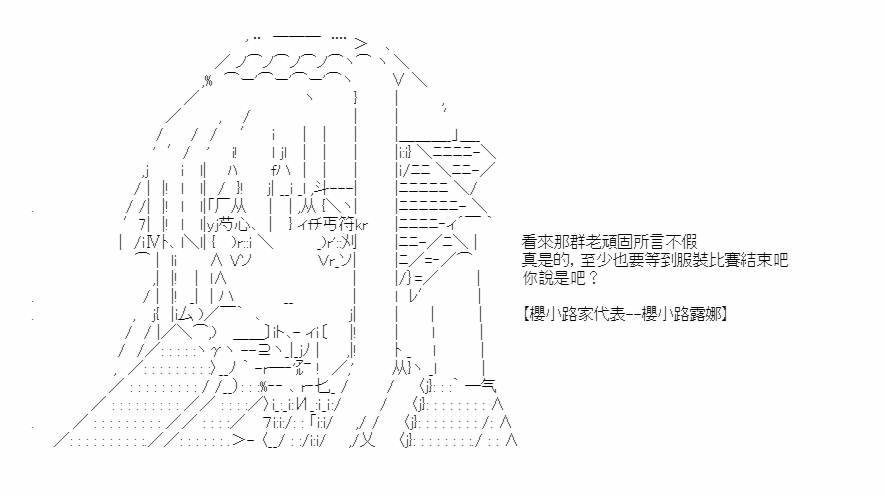 看來那群老頑固所言不假
真是的，至少也要等到服裝比賽結束吧
你說是吧？
【櫻小路家代表--櫻小路露娜】